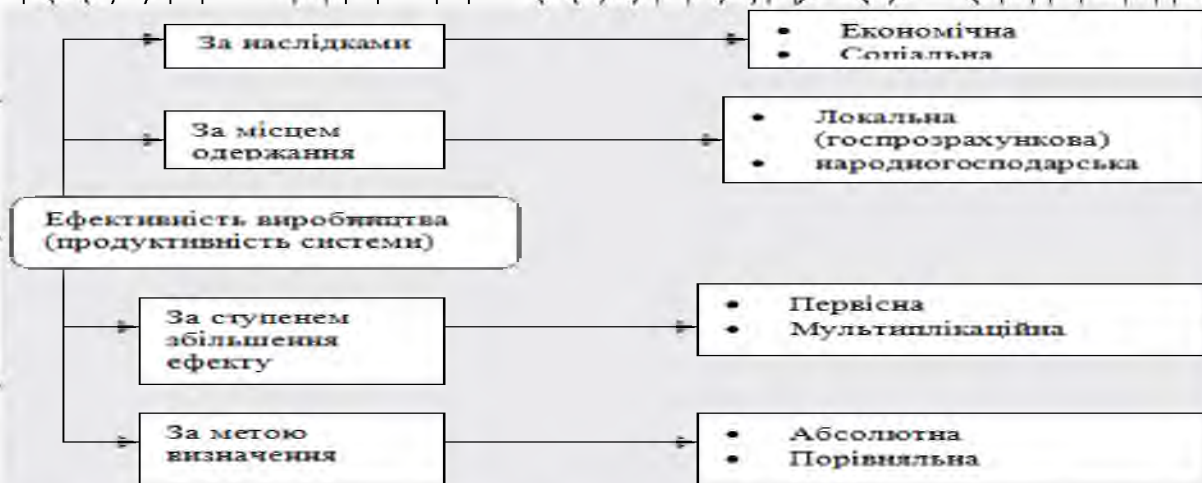 За наслідками
• Економічна
• Соціальна
За місцем
одержання
• Локальна
(госпрозрахункова)
• народногосподарська
Ефективність виробництва
(продуктивність системи)
За ступенем
збільшення
ефекту
• Первісна
• Мультиплікаційна
За метою
визначення
• Абсолютна
• Порівняльна